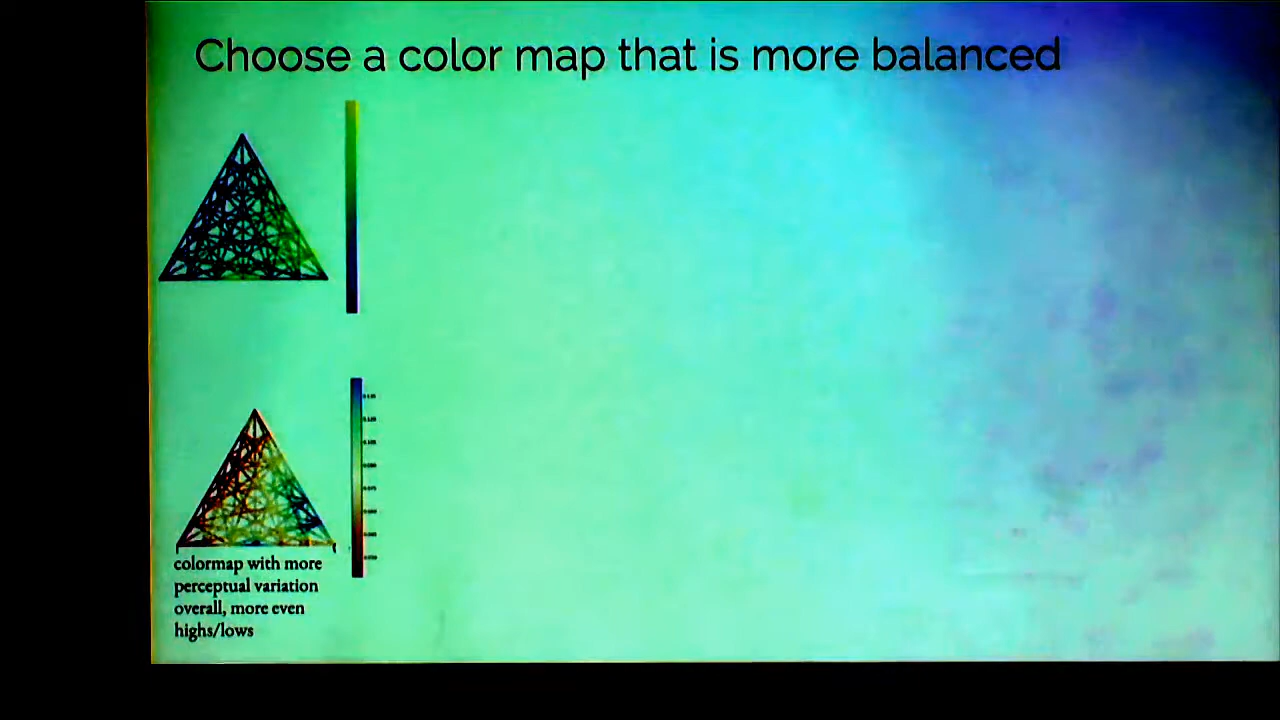 Choose a color map that is more balanced
colormap with more
perceptual variation
overall, more even
highs/lows